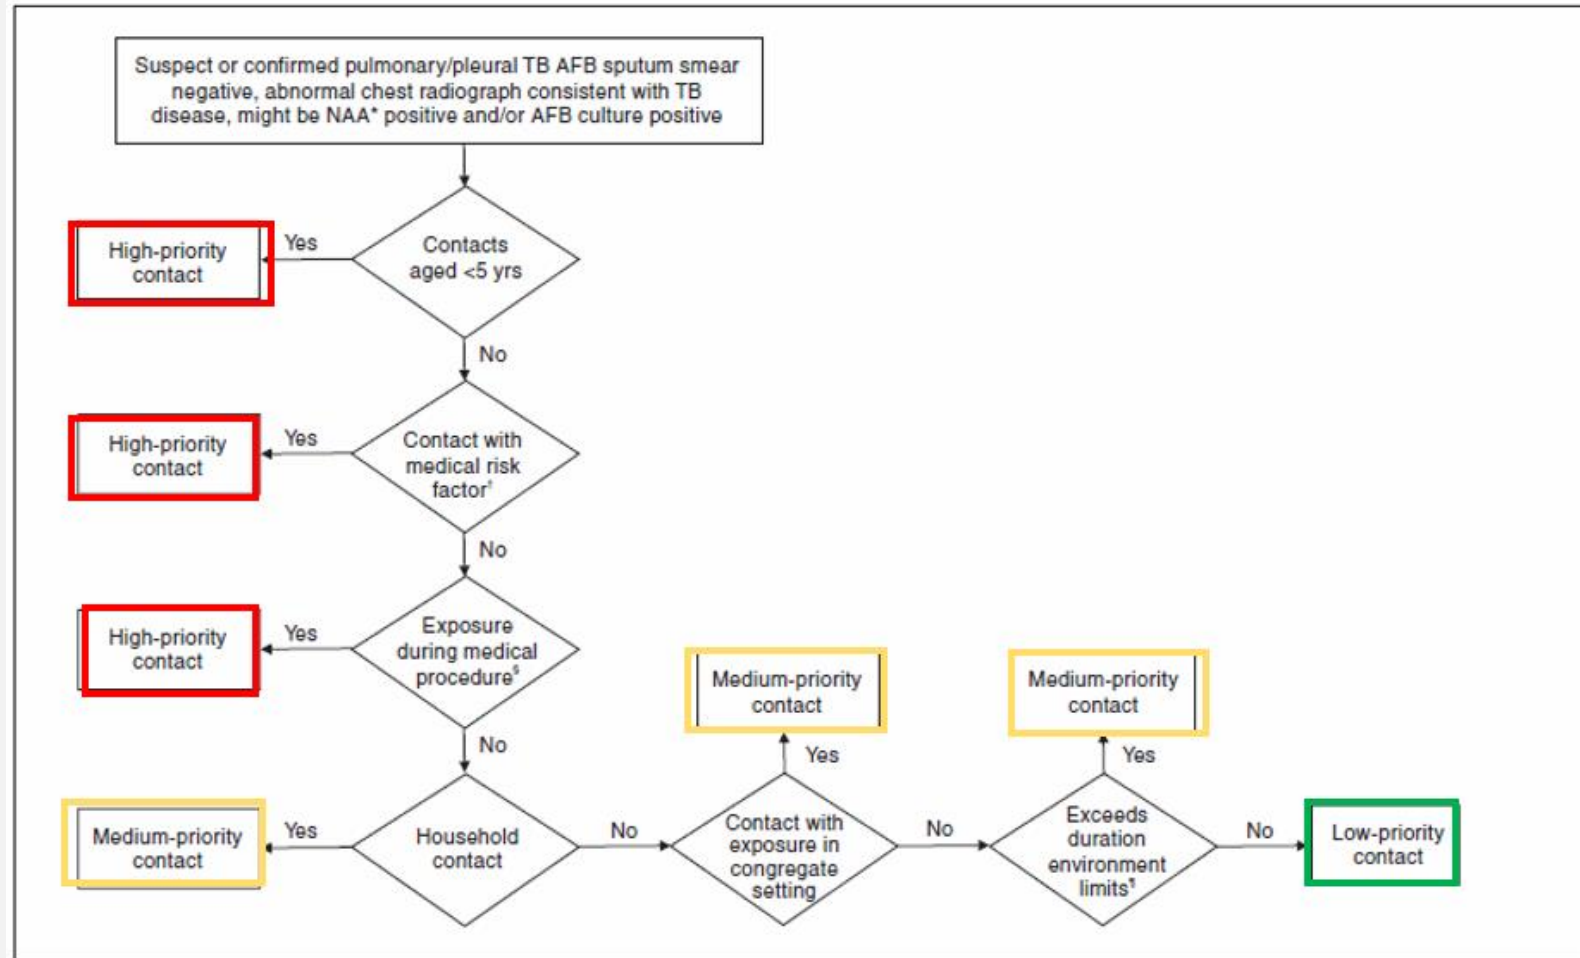 Suspect or confirmed pulmonary/pleural TB AFB sputum smear
negative, abnormal chest radiograph consistent with TB
disease, might be NAA* positive and/or AFB culture positive
High-priority
contact
Yes
Contacts
aged <5 yrs
No
High-priority
contact
Yes
Contact with
medical risk
factor†
No
High-priority
contact
Yes
Exposure
during medical
procedure§
No
Medium-priority
contact
Yes
Household
contact
No
Medium-priority
contact
Yes
Contact with
exposure in
congregate
setting
No
Medium-priority
contact
Yes
Exceeds
duration
environment
limits¶
No
Low-priority
contact